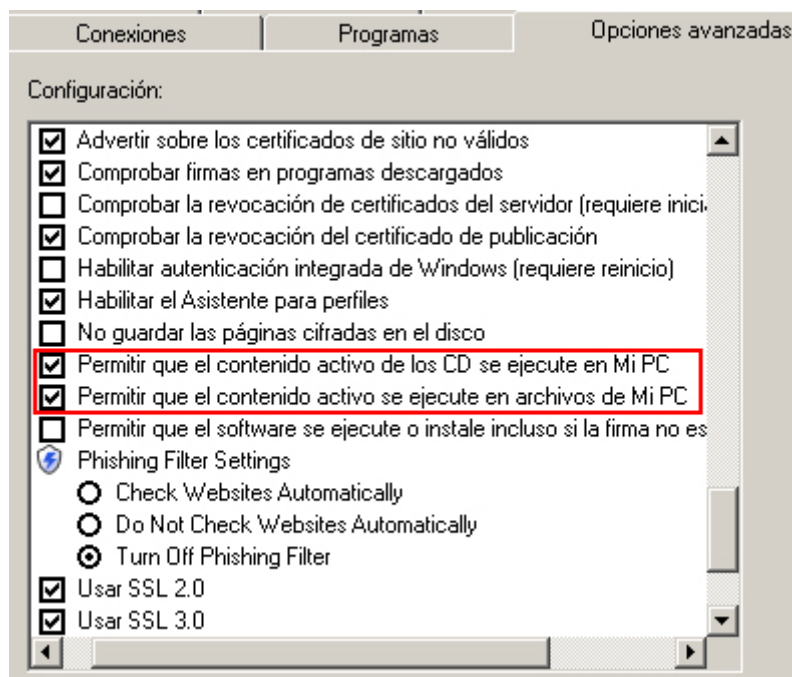 Conexiones
Programas
Opciones avanzadas
Configuración:
Advertir sobre los certificados de sitio no válidos
Comprobar firmas en programas descargados
Comprobar la revocación de certificados del servidor (requiere inici
Comprobar la revocación del certificado de publicación
Habilitar autenticación integrada de Windows (requiere reinicio)
Habilitar el Asistente para perfiles
No guardar las páginas cifradas en el disco
Permitir que el contenido activo de los CD se ejecute en Mi PC
Permitir que el contenido activo se ejecute en archivos de Mi PC
Permitir que el software se ejecute o instale incluso si la firma no es
Phishing Filter Settings
Check Websites Automatically
Do Not Check Websites Automatically
Turn Off Phishing Filter
Usar SSL 2.0
Usar SSL 3.0